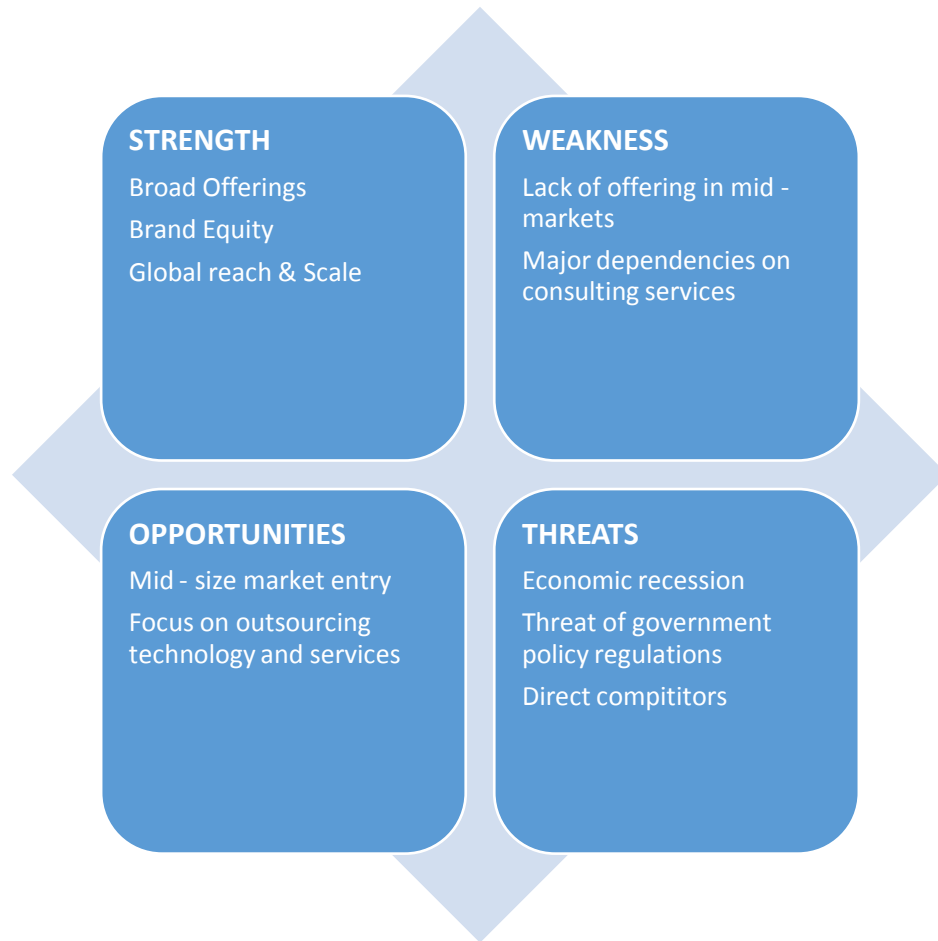 STRENGTH
Broad Offerings
Brand Equity
Global reach & Scale
WEAKNESS
Lack of offering in mid -
markets
Major dependencies on
consulting services
OPPORTUNITIES
Mid - size market entry
Focus on outsourcing
technology and services
THREATS
Economic recession
Threat of government
policy regulations
Direct compititors